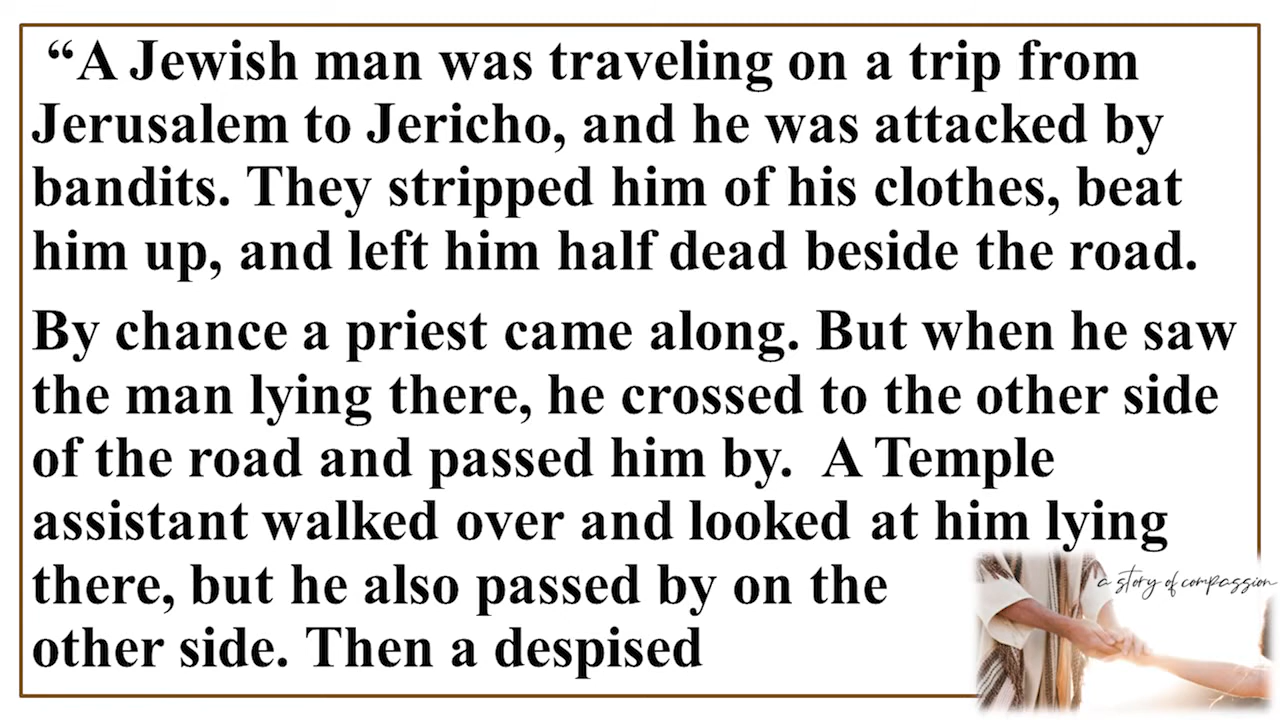 “A Jewish man was traveling on a trip from
Jerusalem to Jericho, and he was attacked by
bandits. They stripped him of his clothes, beat
him up, and left him half dead beside the road.
By chance a priest came along. But when he saw
the man lying there, he crossed to the other side
of the road and passed him by.  A Temple
assistant walked over and looked at him lying
there, but he also passed by on the
other side. Then a despised
a story of compassion